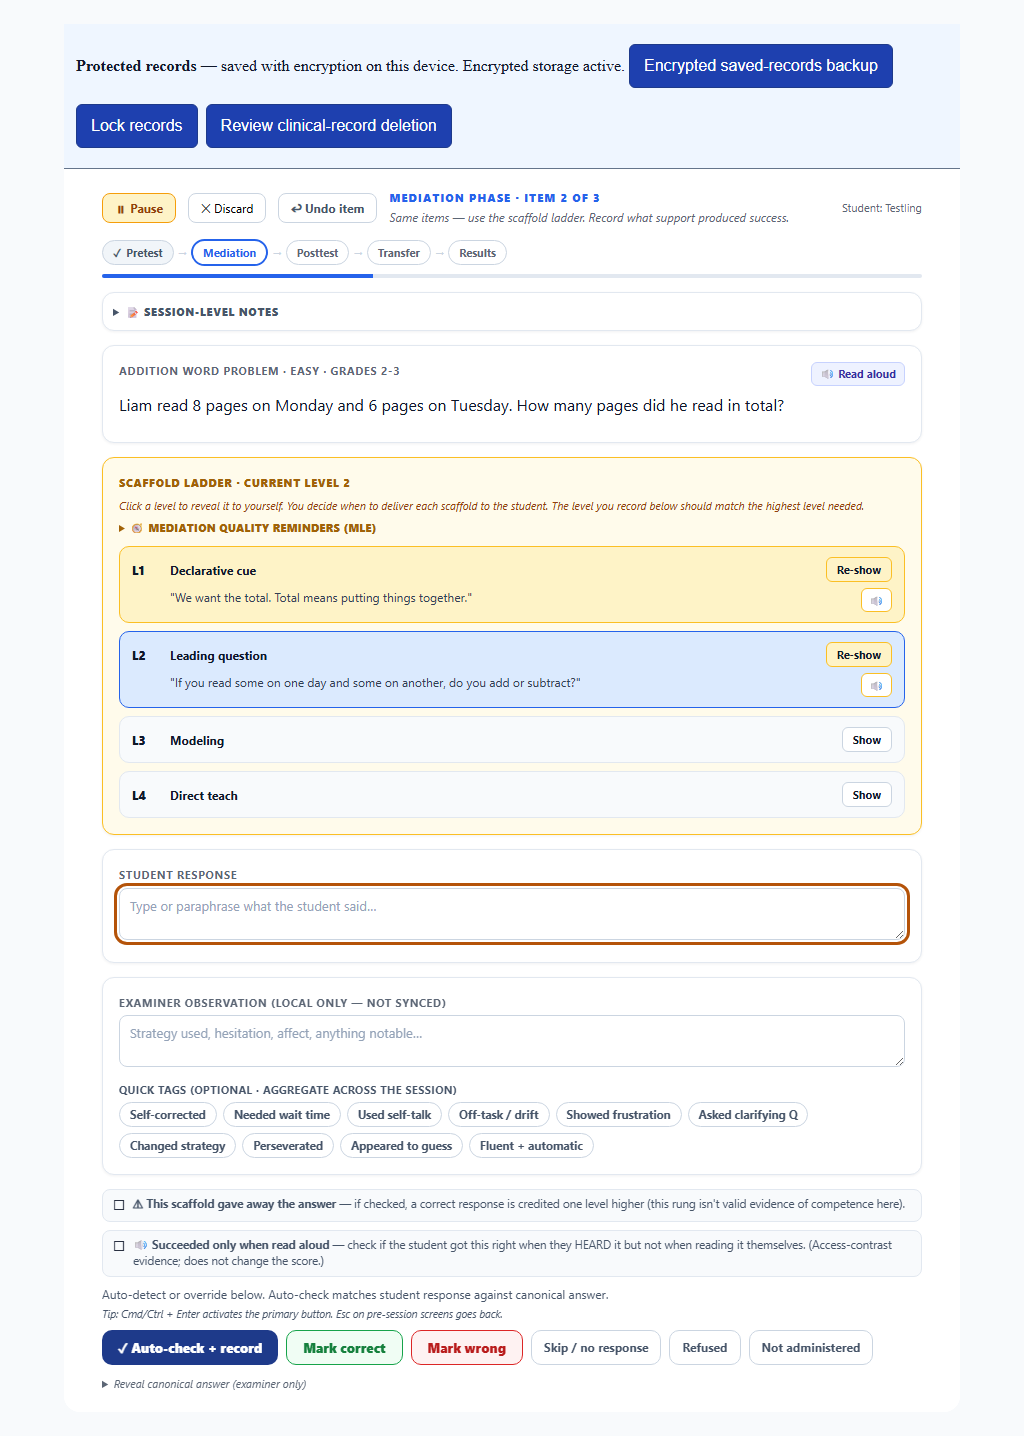 Protected records — saved with encryption on this device. Encrypted storage active. Encrypted saved-records backup
Lock records Review clinical-record deletion
Pause Discard Undo item MEDIATION PHASE · ITEM 2 OF 3
Same items — use the scaffold ladder. Record what support produced success.
Student: Testling
✓ Pretest → Mediation → Posttest → Transfer → Results
SESSION-LEVEL NOTES
ADDITION WORD PROBLEM · EASY · GRADES 2-3 Read aloud
Liam read 8 pages on Monday and 6 pages on Tuesday. How many pages did he read in total?
SCAFFOLD LADDER · CURRENT LEVEL 2
Click a level to reveal it to yourself. You decide when to deliver each scaffold to the student. The level you record below should match the highest level needed.
MEDIATION QUALITY REMINDERS (MLE)
L1 Declarative cue Re-show
"We want the total. Total means putting things together."
L2 Leading question Re-show
"If you read some on one day and some on another, do you add or subtract?"
L3 Modeling Show
L4 Direct teach Show
STUDENT RESPONSE
Type or paraphrase what the student said...
EXAMINER OBSERVATION (LOCAL ONLY — NOT SYNCED)
Strategy used, hesitation, affect, anything notable...
QUICK TAGS (OPTIONAL · AGGREGATE ACROSS THE SESSION)
Self-corrected Needed wait time Used self-talk Off-task / drift Showed frustration Asked clarifying Q
Changed strategy Perseverated Appeared to guess Fluent + automatic
⚠ This scaffold gave away the answer — if checked, a correct response is credited one level higher (this rung isn't valid evidence of competence here).
Succeeded only when read aloud — check if the student got this right when they HEARD it but not when reading it themselves. (Access-contrast
evidence; does not change the score.)
Auto-detect or override below. Auto-check matches student response against canonical answer.
Tip: Cmd/Ctrl + Enter activates the primary button. Esc on pre-session screens goes back.
✓ Auto-check + record Mark correct Mark wrong Skip / no response Refused Not administered
Reveal canonical answer (examiner only)